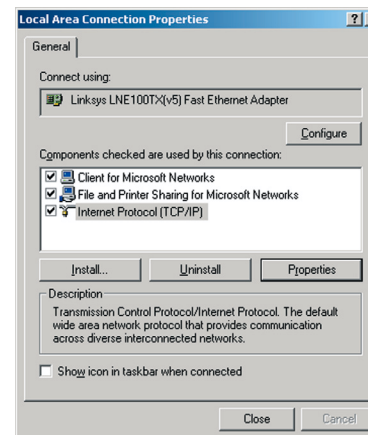 Local Area Connection Properties
General
Connect using:
Linksys LNE100TX(v5) Fast Ethernet Adapter
Configure
Components checked are used by this connection:
Client for Microsoft Networks
File and Printer Sharing for Microsoft Networks
Internet Protocol (TCP/IP)
Install... Uninstall Properties
Description
Transmission Control Protocol/Internet Protocol. The default
wide area network protocol that provides communication
across diverse interconnected networks.
Show icon in taskbar when connected
Close Cancel